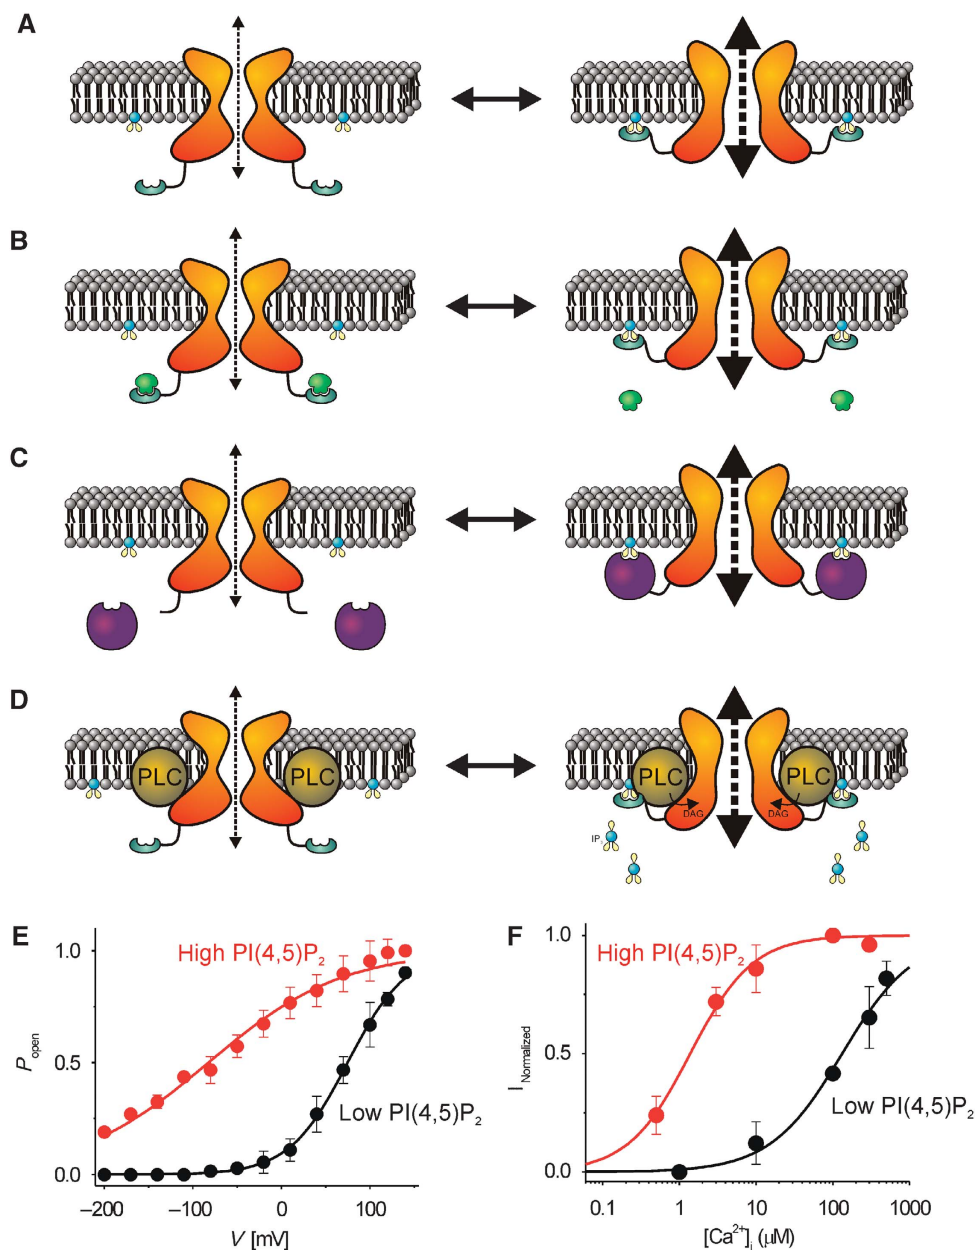 A
B
C
D
PLC PLC PLC PLC
DAG DAG
IP
E
High PI(4,5)P2
Low PI(4,5)P2
Popen
1.0
0.5
0.0
−200 −100 0 100
V [mV]
F
High PI(4,5)P2
Low PI(4,5)P2
I Normalized
1.0
0.5
0.0
0.1 1 10 100 1000
[Ca2+]i (µM)